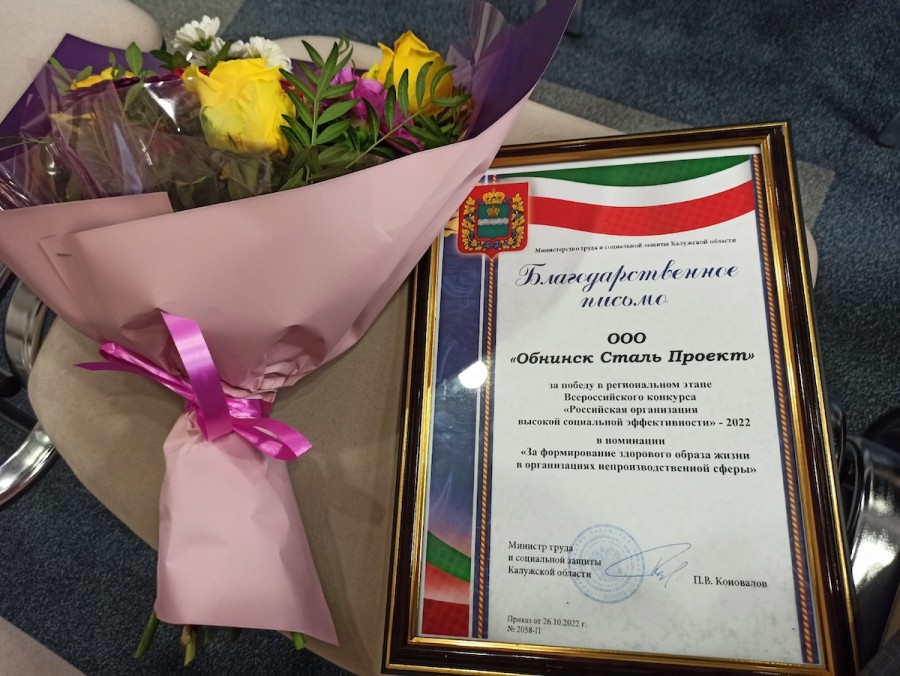 Министерство труда и социальной защиты Калужской области
Благодарственное
письмо
ООО
«Обнинск Сталь Проект»
за победу в региональном этапе
Всероссийского конкурса
«Российская организация
высокой социальной эффективности» - 2022
в номинации
«За формирование здорового образа жизни
в организациях непроизводственной сферы»
Министр труда
и социальной защиты
Калужской области
П.В. Коновалов
Приказ от 26.10.2022 г.
№ 2058-П